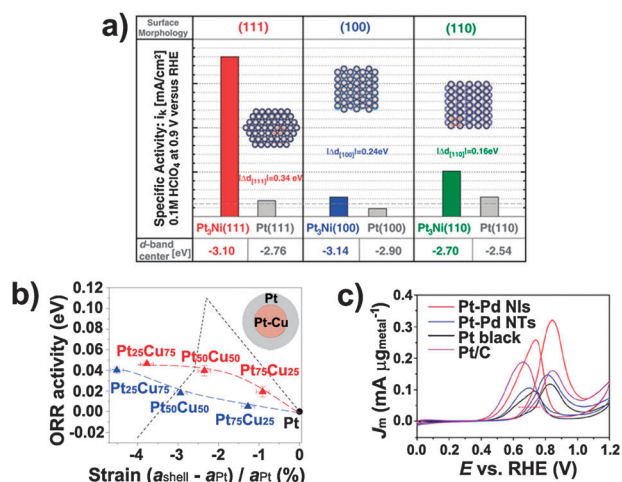 a)
Surface Morphology (111) (100) (110)
Specific Activity: iₖ [mA/cm²]
0.1M HClO₄ at 0.9 V versus RHE
|Δd[111]|=0.34 eV
|Δd[100]|=0.24eV
|Δd[110]|=0.16eV
Pt₃Ni(111) Pt(111) Pt₃Ni(100) Pt(100) Pt₃Ni(110) Pt(110)
d-band center [eV] -3.10 -2.76 -3.14 -2.90 -2.70 -2.54
b)
ORR activity (eV)
0.12
0.10
0.08
0.06
0.04
0.02
0.00
-0.02
Pt
Pt-Cu
Pt₂₅Cu₇₅ Pt₅₀Cu₅₀ Pt₇₅Cu₂₅
Pt₂₅Cu₇₅ Pt₅₀Cu₅₀ Pt₇₅Cu₂₅ Pt
-4 -3 -2 -1 0
Strain (a_shell - a_Pt) / a_Pt (%)
c)
Jₘ (mA μg_metal⁻¹)
0.4
0.3
0.2
0.1
0.0
Pt-Pd NIs
Pt-Pd NTs
Pt black
Pt/C
0.0 0.2 0.4 0.6 0.8 1.0 1.2
E vs. RHE (V)